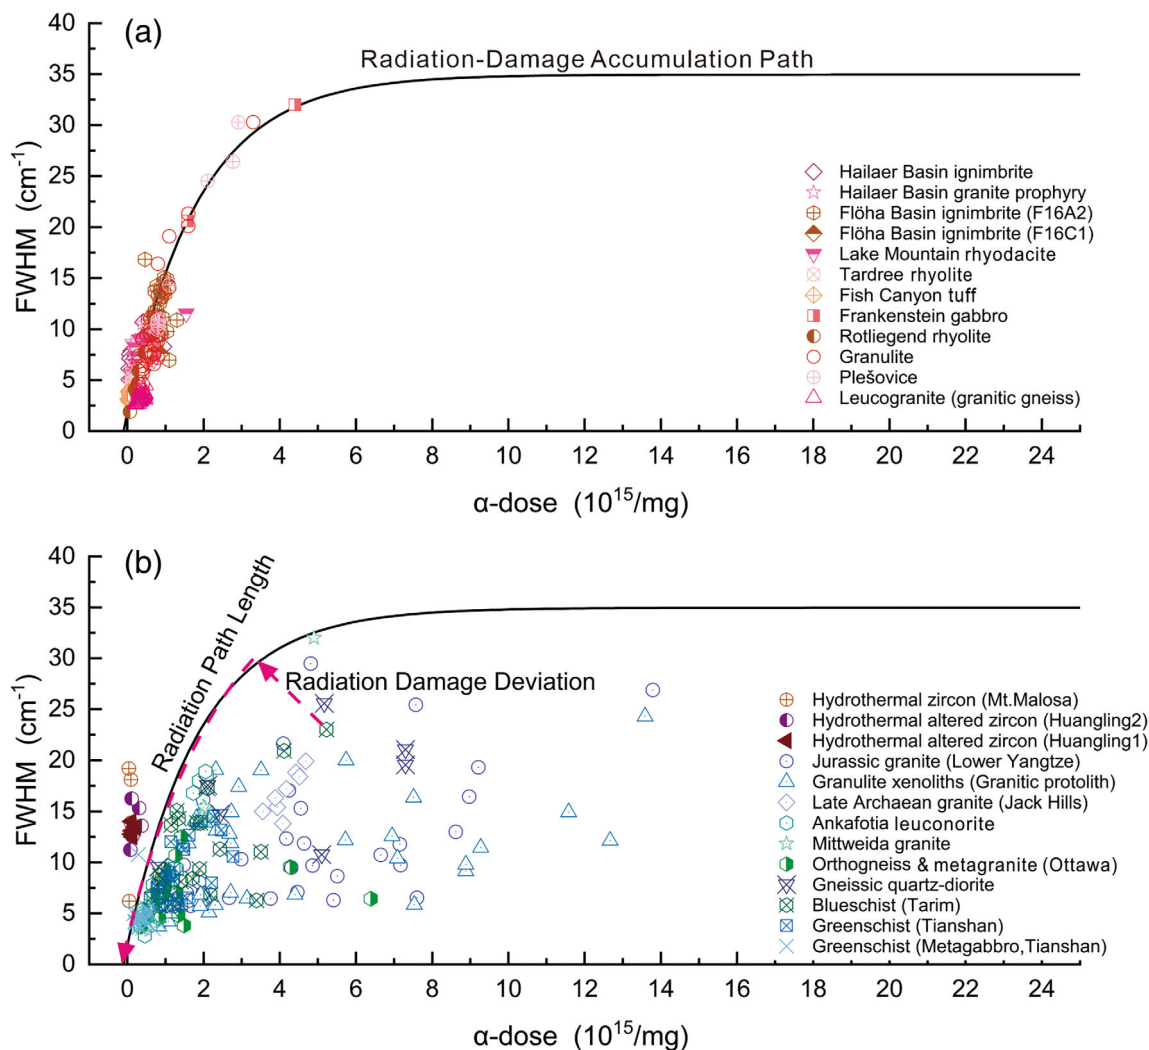 (a)
Radiation-Damage Accumulation Path
40
35
30
25
20
15
10
5
0
FWHM (cm⁻¹)
Hailaer Basin ignimbrite
Hailaer Basin granite prophyry
Flöha Basin ignimbrite (F16A2)
Flöha Basin ignimbrite (F16C1)
Lake Mountain rhyodacite
Tardree rhyolite
Fish Canyon tuff
Frankenstein gabbro
Rotliegend rhyolite
Granulite
Plešovice
Leucogranite (granitic gneiss)
0 2 4 6 8 10 12 14 16 18 20 22 24
α-dose (10¹⁵/mg)
(b)
40
35
30
25
20
15
10
5
0
FWHM (cm⁻¹)
Radiation Path Length
Radiation Damage Deviation
Hydrothermal zircon (Mt.Malosa)
Hydrothermal altered zircon (Huangling2)
Hydrothermal altered zircon (Huangling1)
Jurassic granite (Lower Yangtze)
Granulite xenoliths (Granitic protolith)
Late Archaean granite (Jack Hills)
Ankafotia leuconorite
Mittweida granite
Orthogneiss & metagranite (Ottawa)
Gneissic quartz-diorite
Blueschist (Tarim)
Greenschist (Tianshan)
Greenschist (Metagabbro,Tianshan)
0 2 4 6 8 10 12 14 16 18 20 22 24
α-dose (10¹⁵/mg)